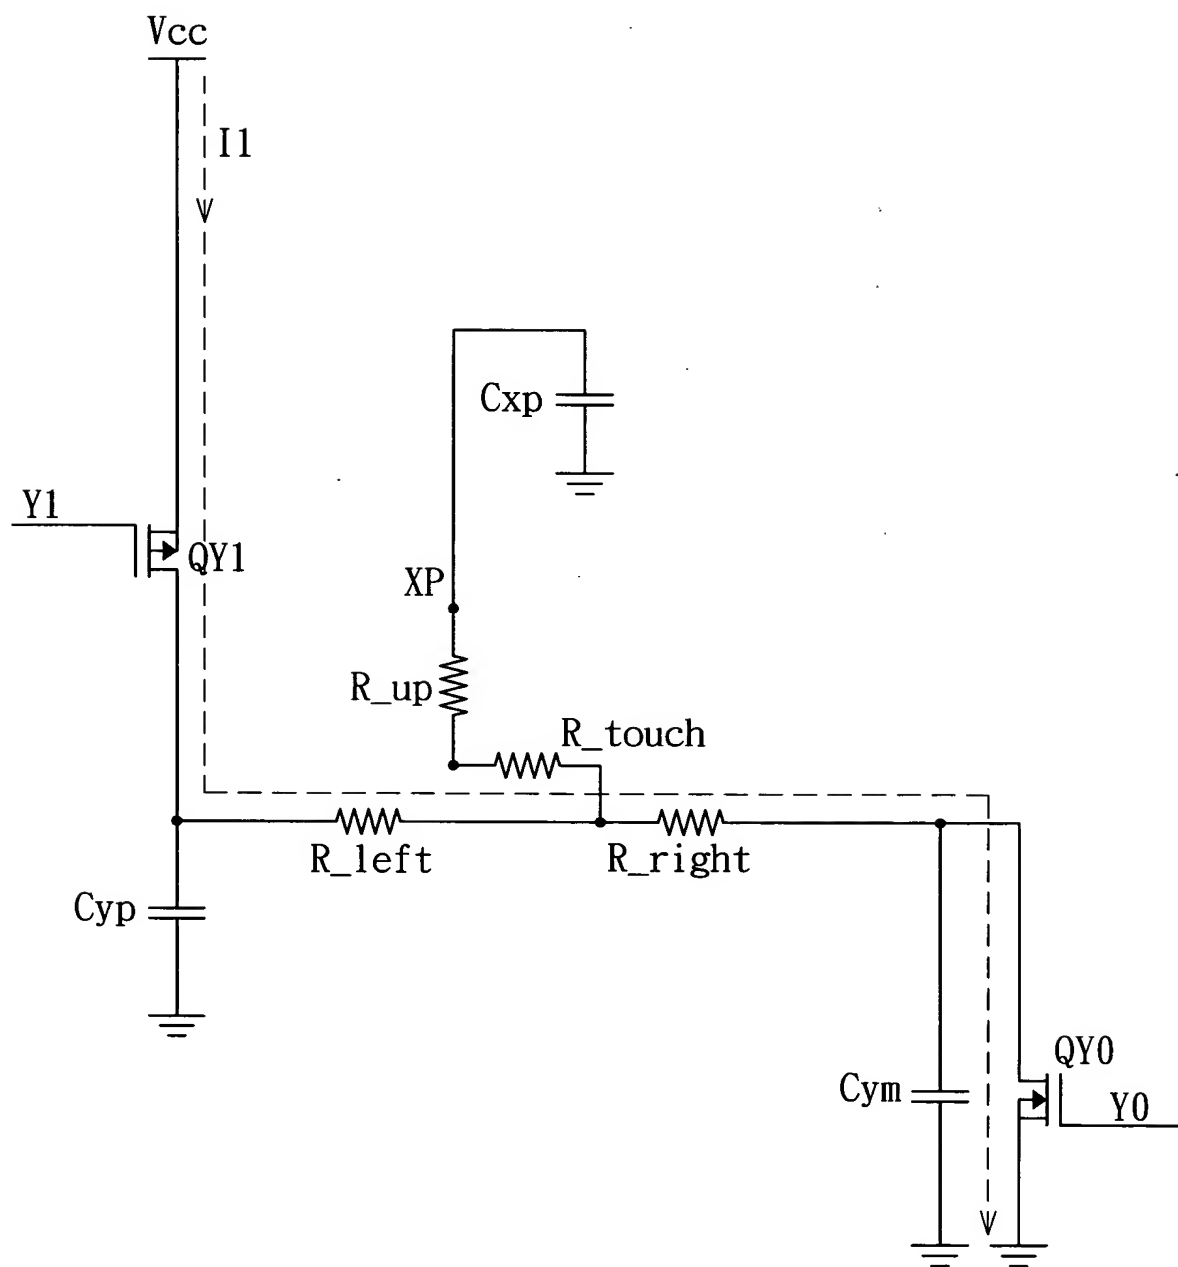 Vcc
I1
Cxp
Y1
QY1
XP
R_up
R_touch
R_left
R_right
Cyp
QY0
Cym
Y0